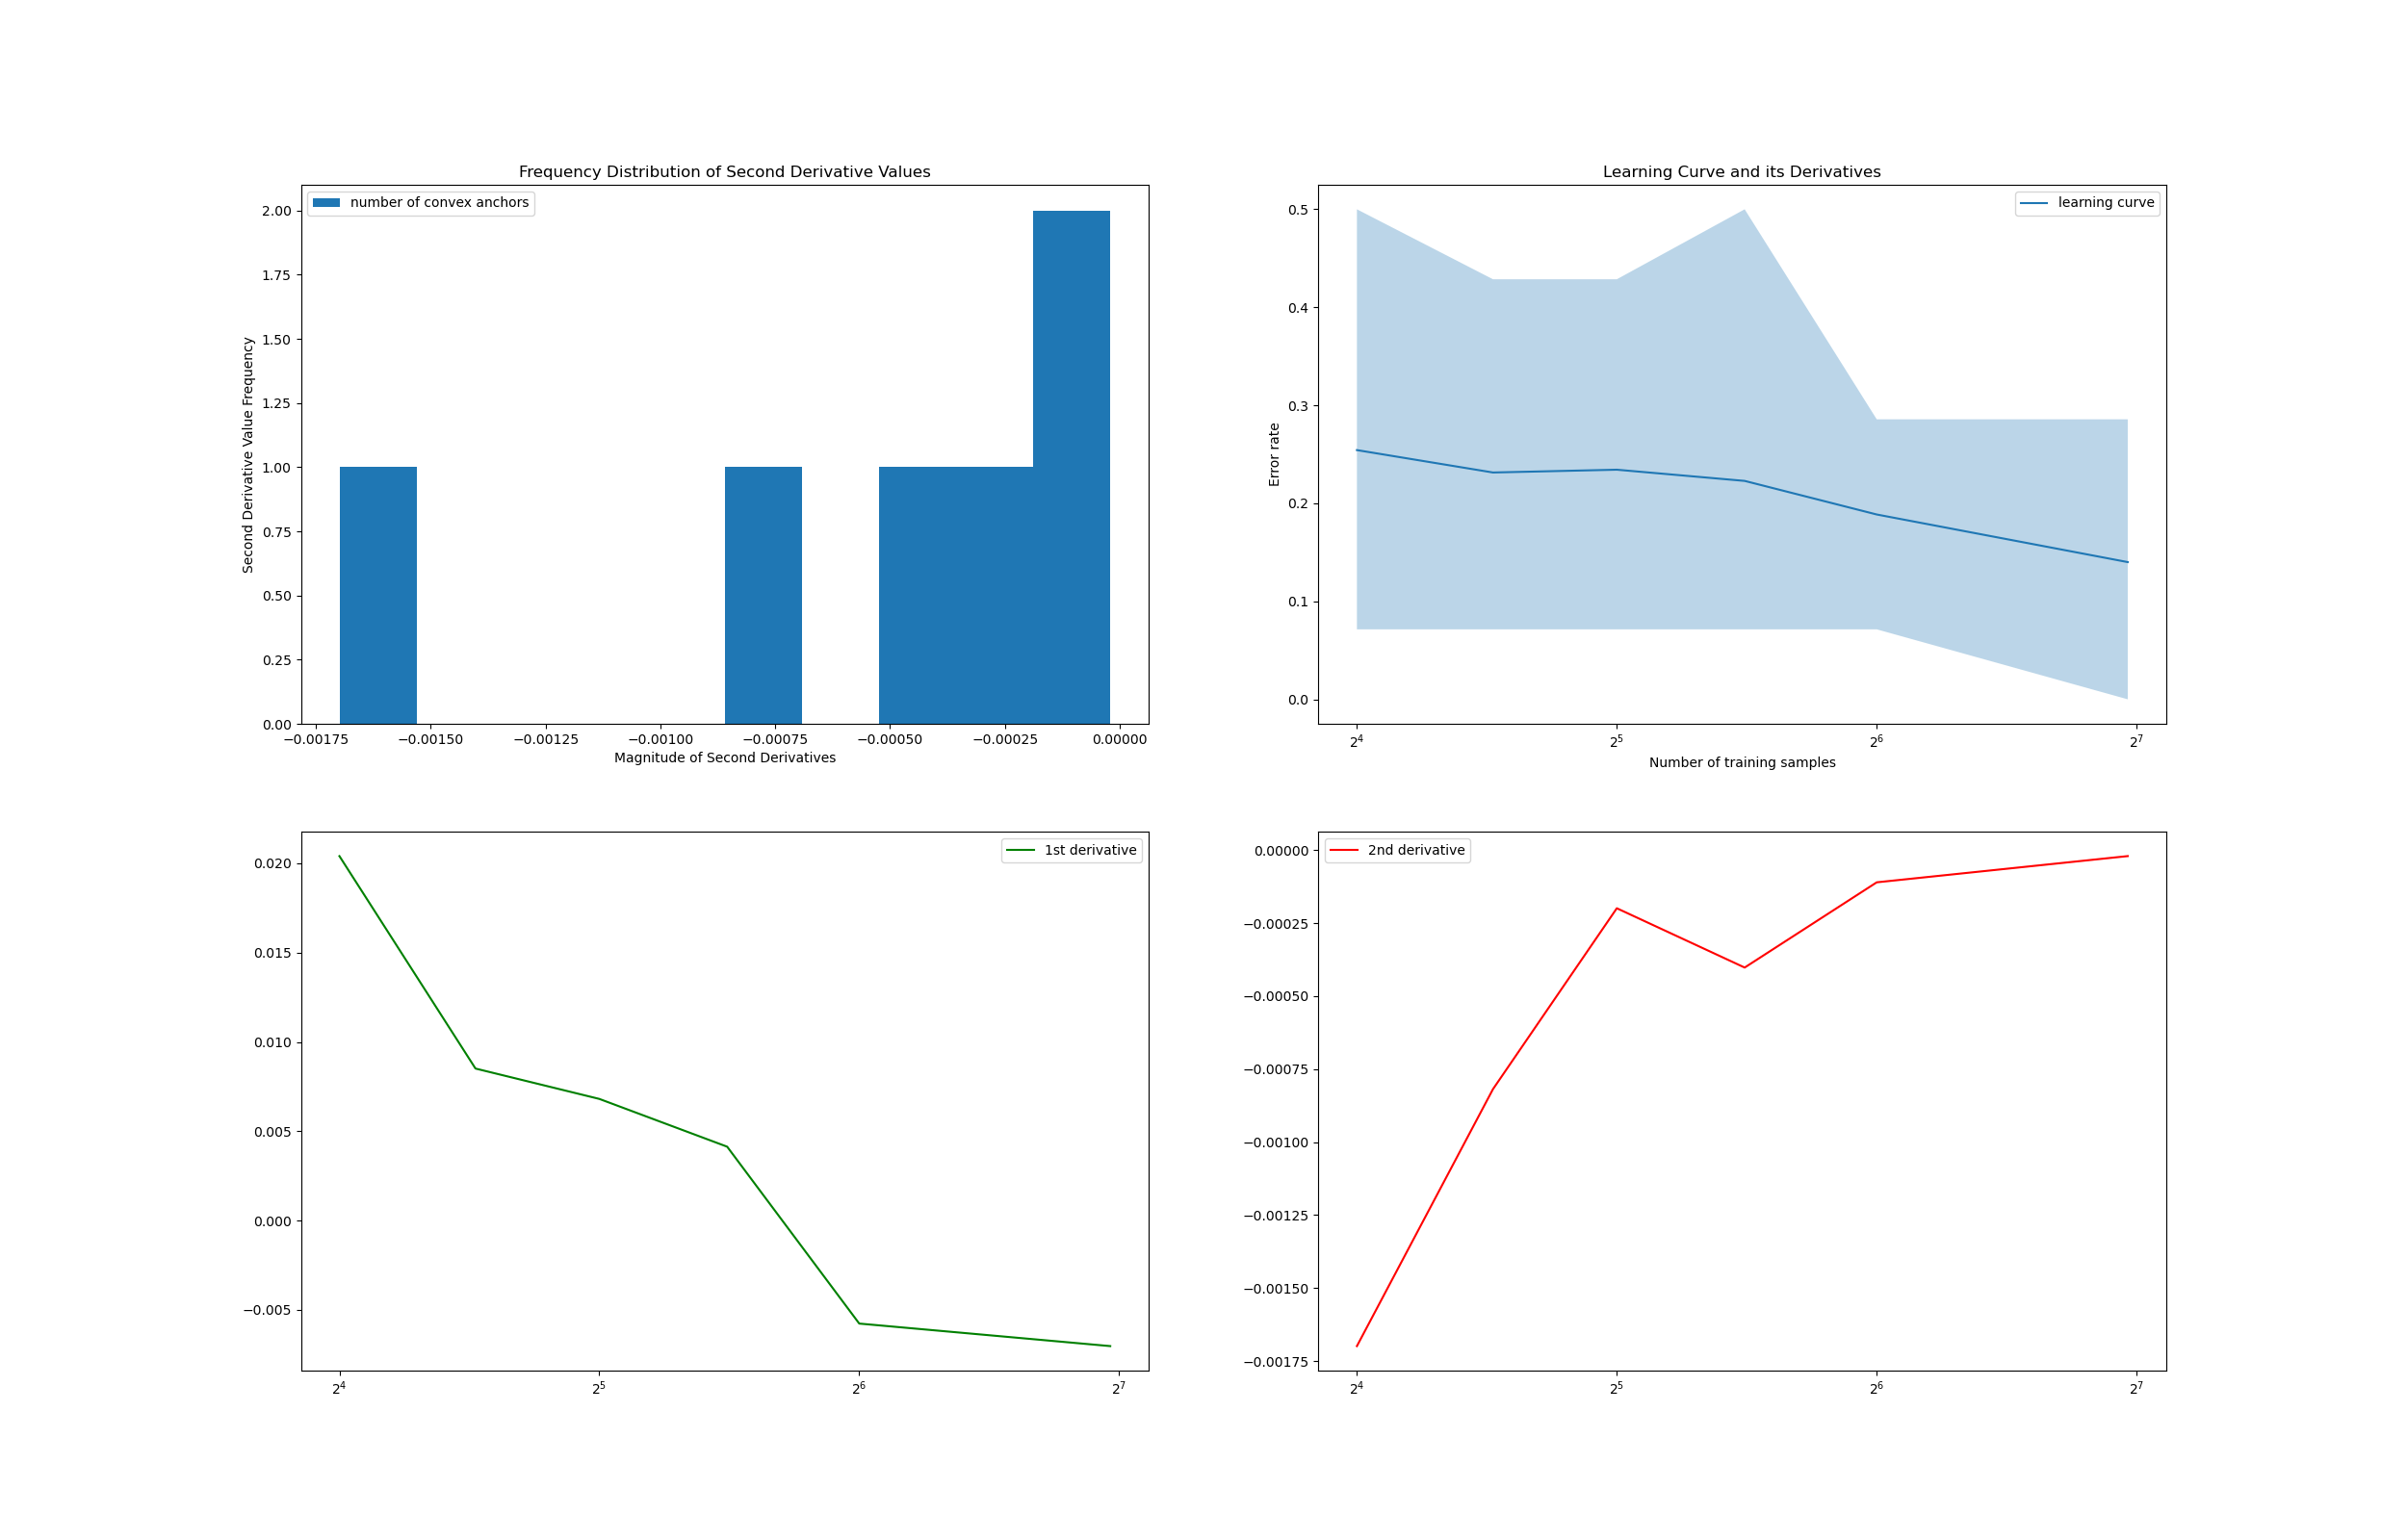 Frequency Distribution of Second Derivative Values
number of convex anchors
Second Derivative Value Frequency
2.00
1.75
1.50
1.25
1.00
0.75
0.50
0.25
0.00
−0.00175 −0.00150 −0.00125 −0.00100 −0.00075 −0.00050 −0.00025 0.00000
Magnitude of Second Derivatives
Learning Curve and its Derivatives
learning curve
Error rate
0.5
0.4
0.3
0.2
0.1
0.0
2⁴ 2⁵ 2⁶ 2⁷
Number of training samples
1st derivative
0.020
0.015
0.010
0.005
0.000
−0.005
2⁴ 2⁵ 2⁶ 2⁷
2nd derivative
0.00000
−0.00025
−0.00050
−0.00075
−0.00100
−0.00125
−0.00150
−0.00175
2⁴ 2⁵ 2⁶ 2⁷